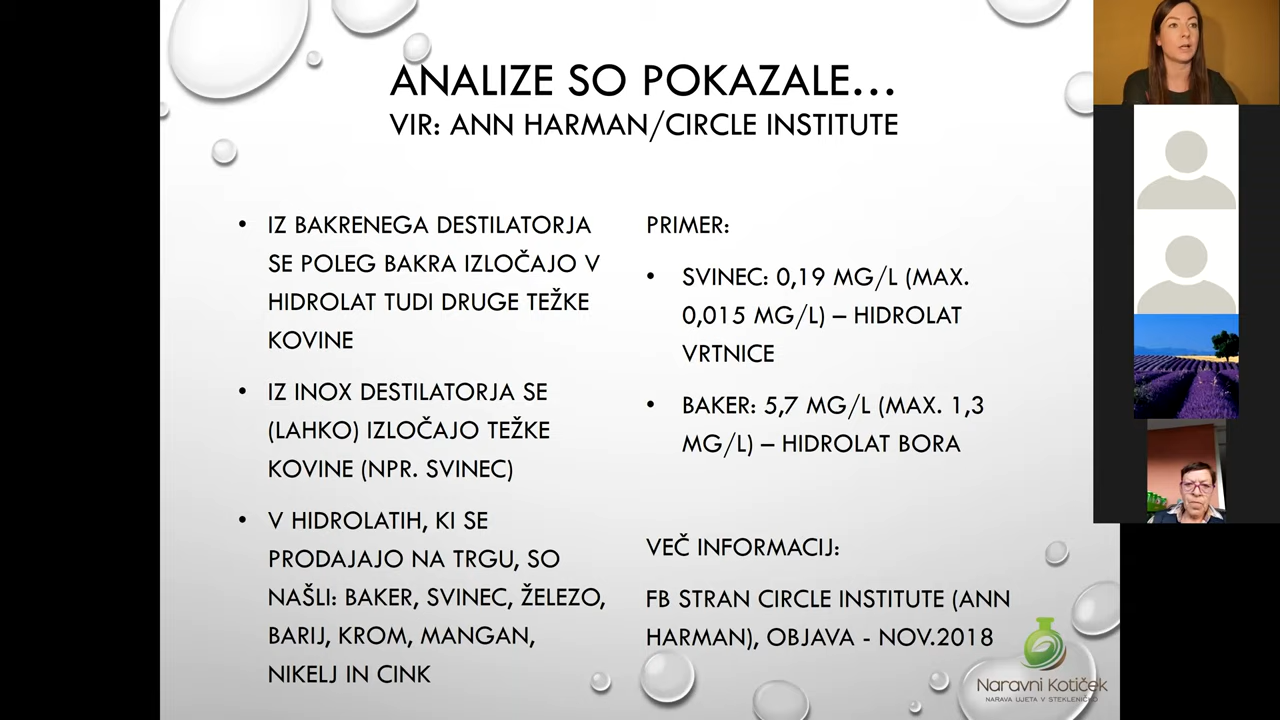 ANALIZE SO POKAZALE...
VIR: ANN HARMAN/CIRCLE INSTITUTE
• IZ BAKRENEGA DESTILATORJA
SE POLEG BAKRA IZLOČAJO V
HIDROLAT TUDI DRUGE TEŽKE
KOVINE
• IZ INOX DESTILATORJA SE
(LAHKO) IZLOČAJO TEŽKE
KOVINE (NPR. SVINEC)
• V HIDROLATIH, KI SE
PRODAJAJO NA TRGU, SO
NAŠLI: BAKER, SVINEC, ŽELEZO,
BARIJ, KROM, MANGAN,
NIKELJ IN CINK
PRIMER:
• SVINEC: 0,19 MG/L (MAX.
0,015 MG/L) – HIDROLAT
VRTNICE
• BAKER: 5,7 MG/L (MAX. 1,3
MG/L) – HIDROLAT BORA
VEČ INFORMACIJ:
FB STRAN CIRCLE INSTITUTE (ANN
HARMAN), OBJAVA - NOV.2018
Naravni Kotiček
NARAVA UJETA V STEKLENIČKO